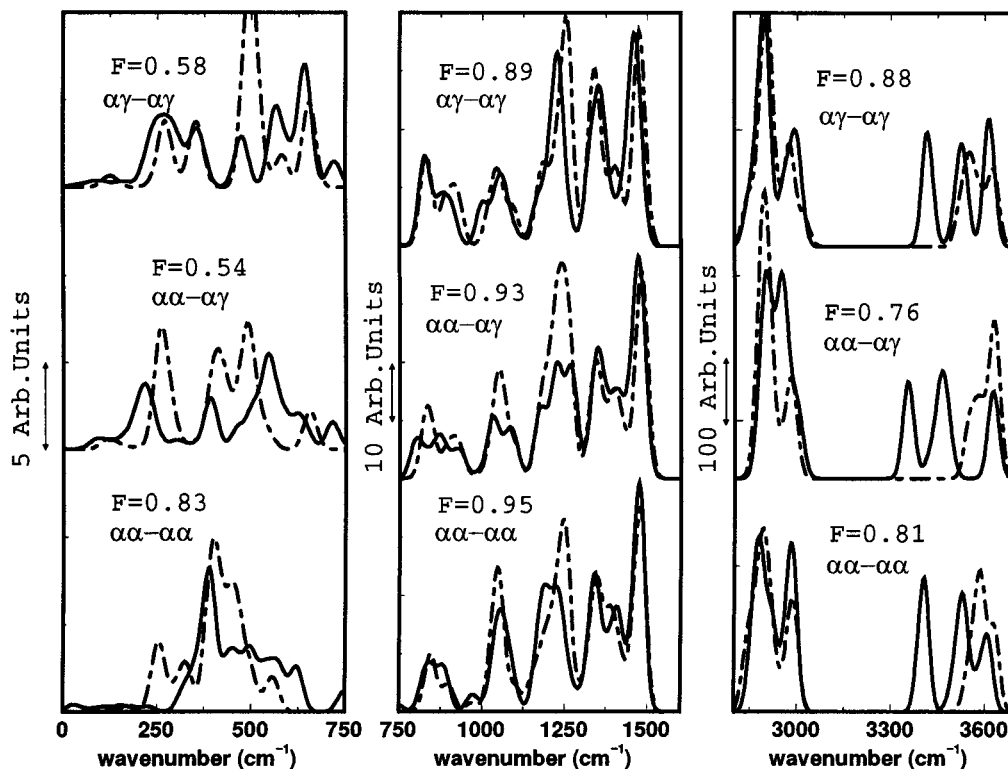 F=0.58
αγ−αγ
F=0.54
αα−αγ
F=0.83
αα−αα
5 Arb.Units
0 250 500 750
wavenumber (cm⁻¹)
F=0.89
αγ−αγ
F=0.93
αα−αγ
F=0.95
αα−αα
10 Arb.Units
750 1000 1250 1500
wavenumber (cm⁻¹)
F=0.88
αγ−αγ
F=0.76
αα−αγ
F=0.81
αα−αα
100 Arb.Units
3000 3300 3600
wavenumber (cm⁻¹)